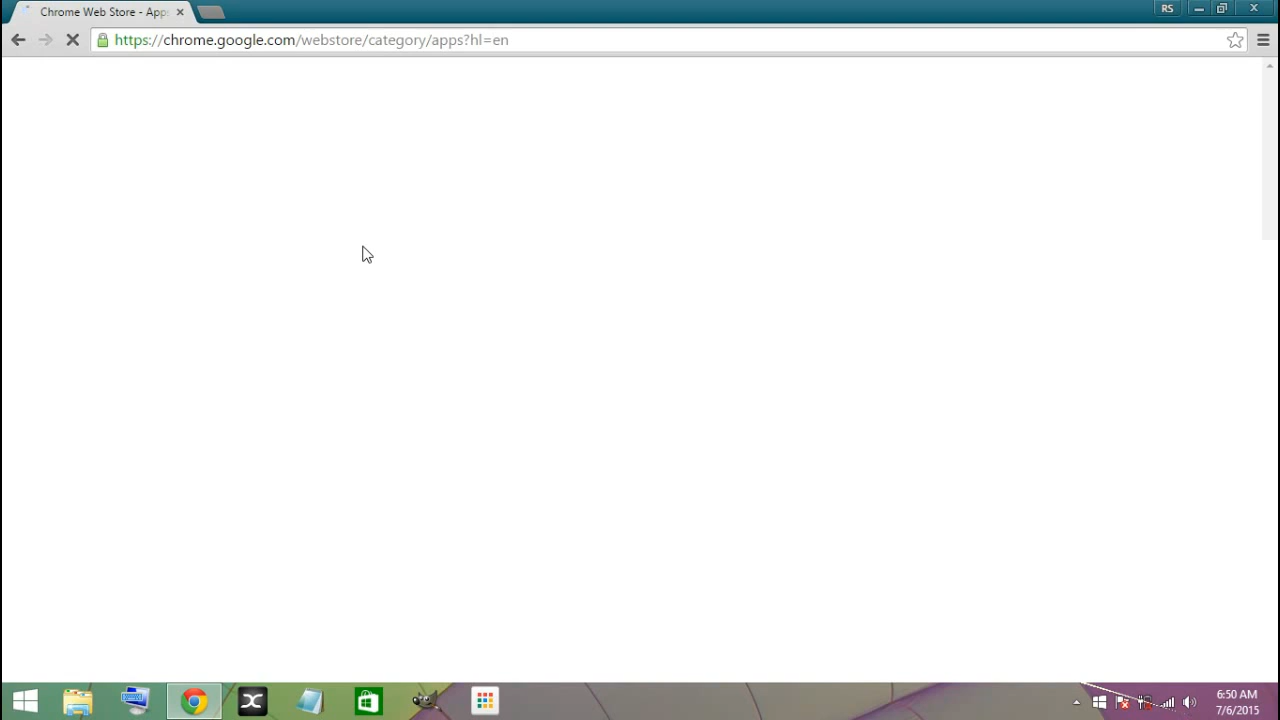 Chrome Web Store - Apps
RS
https://chrome.google.com/webstore/category/apps?hl=en
6:50 AM
7/6/2015